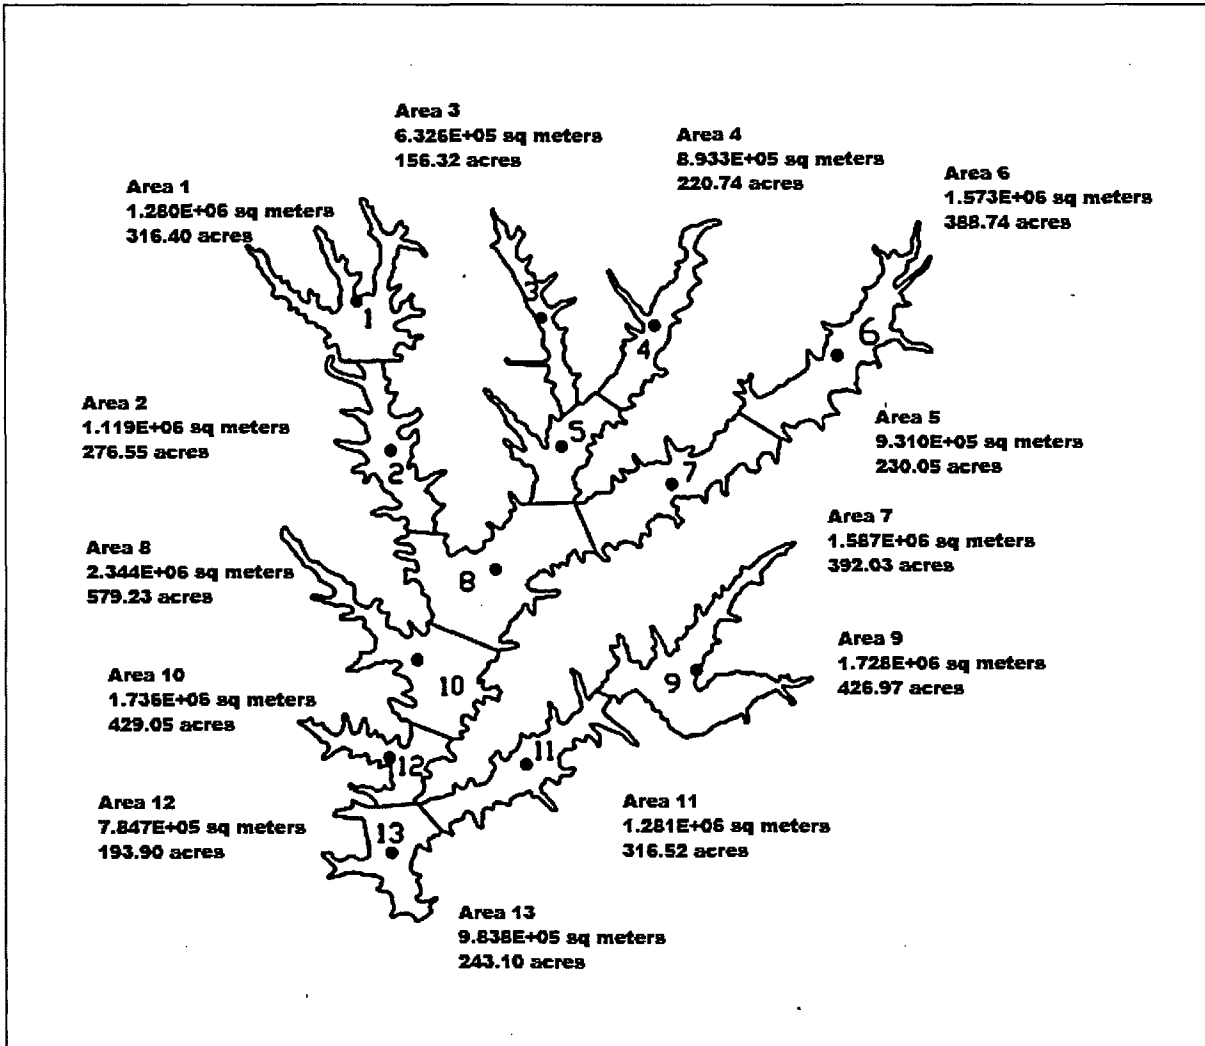 Area 3
6.326E+05 sq meters
156.32 acres
Area 4
8.933E+05 sq meters
220.74 acres
Area 6
1.573E+06 sq meters
388.74 acres
Area 1
1.280E+06 sq meters
316.40 acres
3
1
4
6
Area 2
1.119E+06 sq meters
276.55 acres
Area 5
9.310E+05 sq meters
230.05 acres
5
2
7
Area 7
1.587E+06 sq meters
392.03 acres
Area 8
2.344E+06 sq meters
579.23 acres
8
Area 9
1.728E+06 sq meters
426.97 acres
Area 10
1.736E+06 sq meters
429.05 acres
10
9
12
11
Area 12
7.847E+05 sq meters
193.90 acres
Area 11
1.281E+06 sq meters
316.52 acres
13
Area 13
9.838E+05 sq meters
243.10 acres